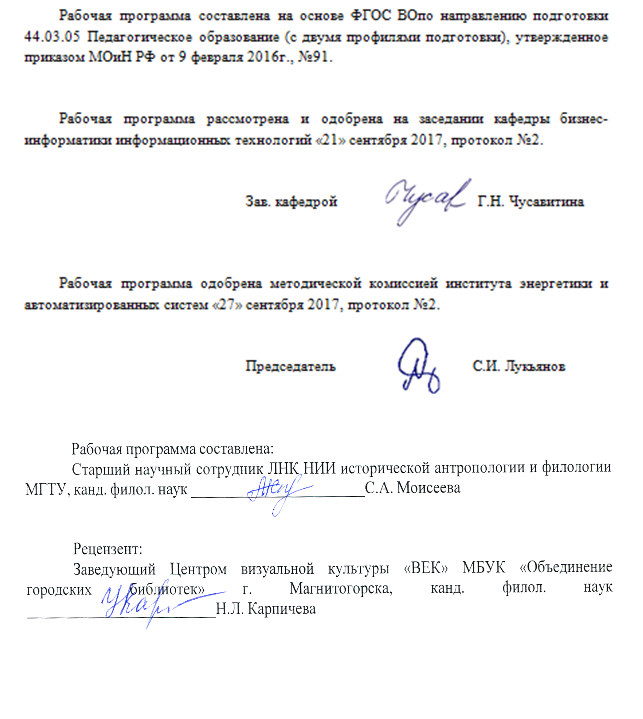 Рабочая программа составлена на основе ФГОС ВОпо направлению подготовки
44.03.05 Педагогическое образование (с двумя профилями подготовки), утвержденное
приказом МОиН РФ от 9 февраля 2016г., №91.
Рабочая программа рассмотрена и одобрена на заседании кафедры бизнес-
информатики информационных технологий «21» сентября 2017, протокол №2.
Зав. кафедрой Чусав Г.Н. Чусавитина
Рабочая программа одобрена методической комиссией института энергетики и
автоматизированных систем «27» сентября 2017, протокол №2.
Председатель С.И. Лукьянов
Рабочая программа составлена:
Старший научный сотрудник ЛНК НИИ исторической антропологии и филологии
МГТУ, канд. филол. наук ______________________С.А. Моисеева
Рецензент:
Заведующий Центром визуальной культуры «ВЕК» МБУК «Объединение
городских библиотек» г. Магнитогорска, канд. филол. наук
________________________Н.Л. Карпичева